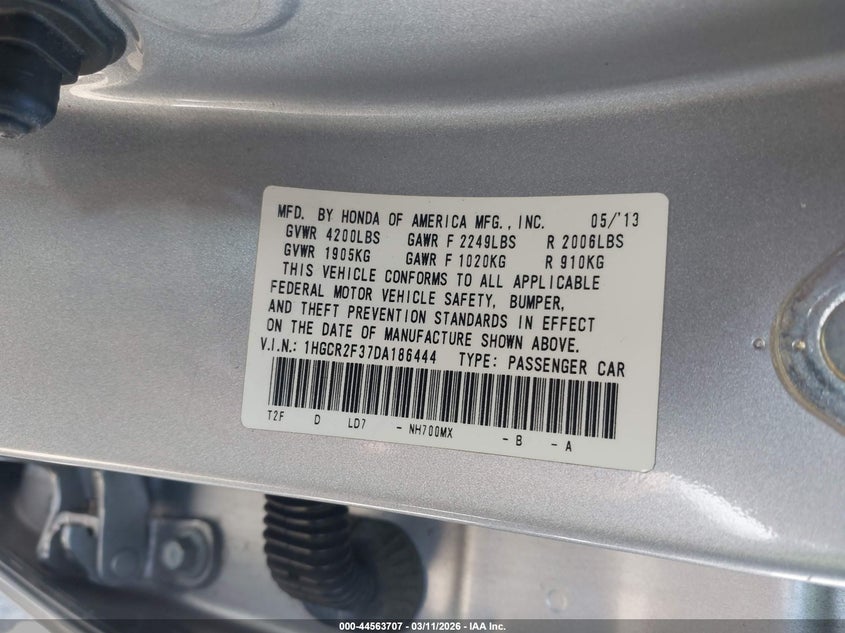 MFD. BY HONDA OF AMERICA MFG., INC. 05/'13
GVWR 4200LBS GAWR F 2249LBS R 2006LBS
GVWR 1905KG GAWR F 1020KG R 910KG
THIS VEHICLE CONFORMS TO ALL APPLICABLE
FEDERAL MOTOR VEHICLE SAFETY, BUMPER,
AND THEFT PREVENTION STANDARDS IN EFFECT
ON THE DATE OF MANUFACTURE SHOWN ABOVE.
V.I.N.: 1HGCR2F37DA186444 TYPE: PASSENGER CAR
T2F D LD7 - NH700MX - B - A
000-44563707 - 03/11/2026 - IAA Inc.